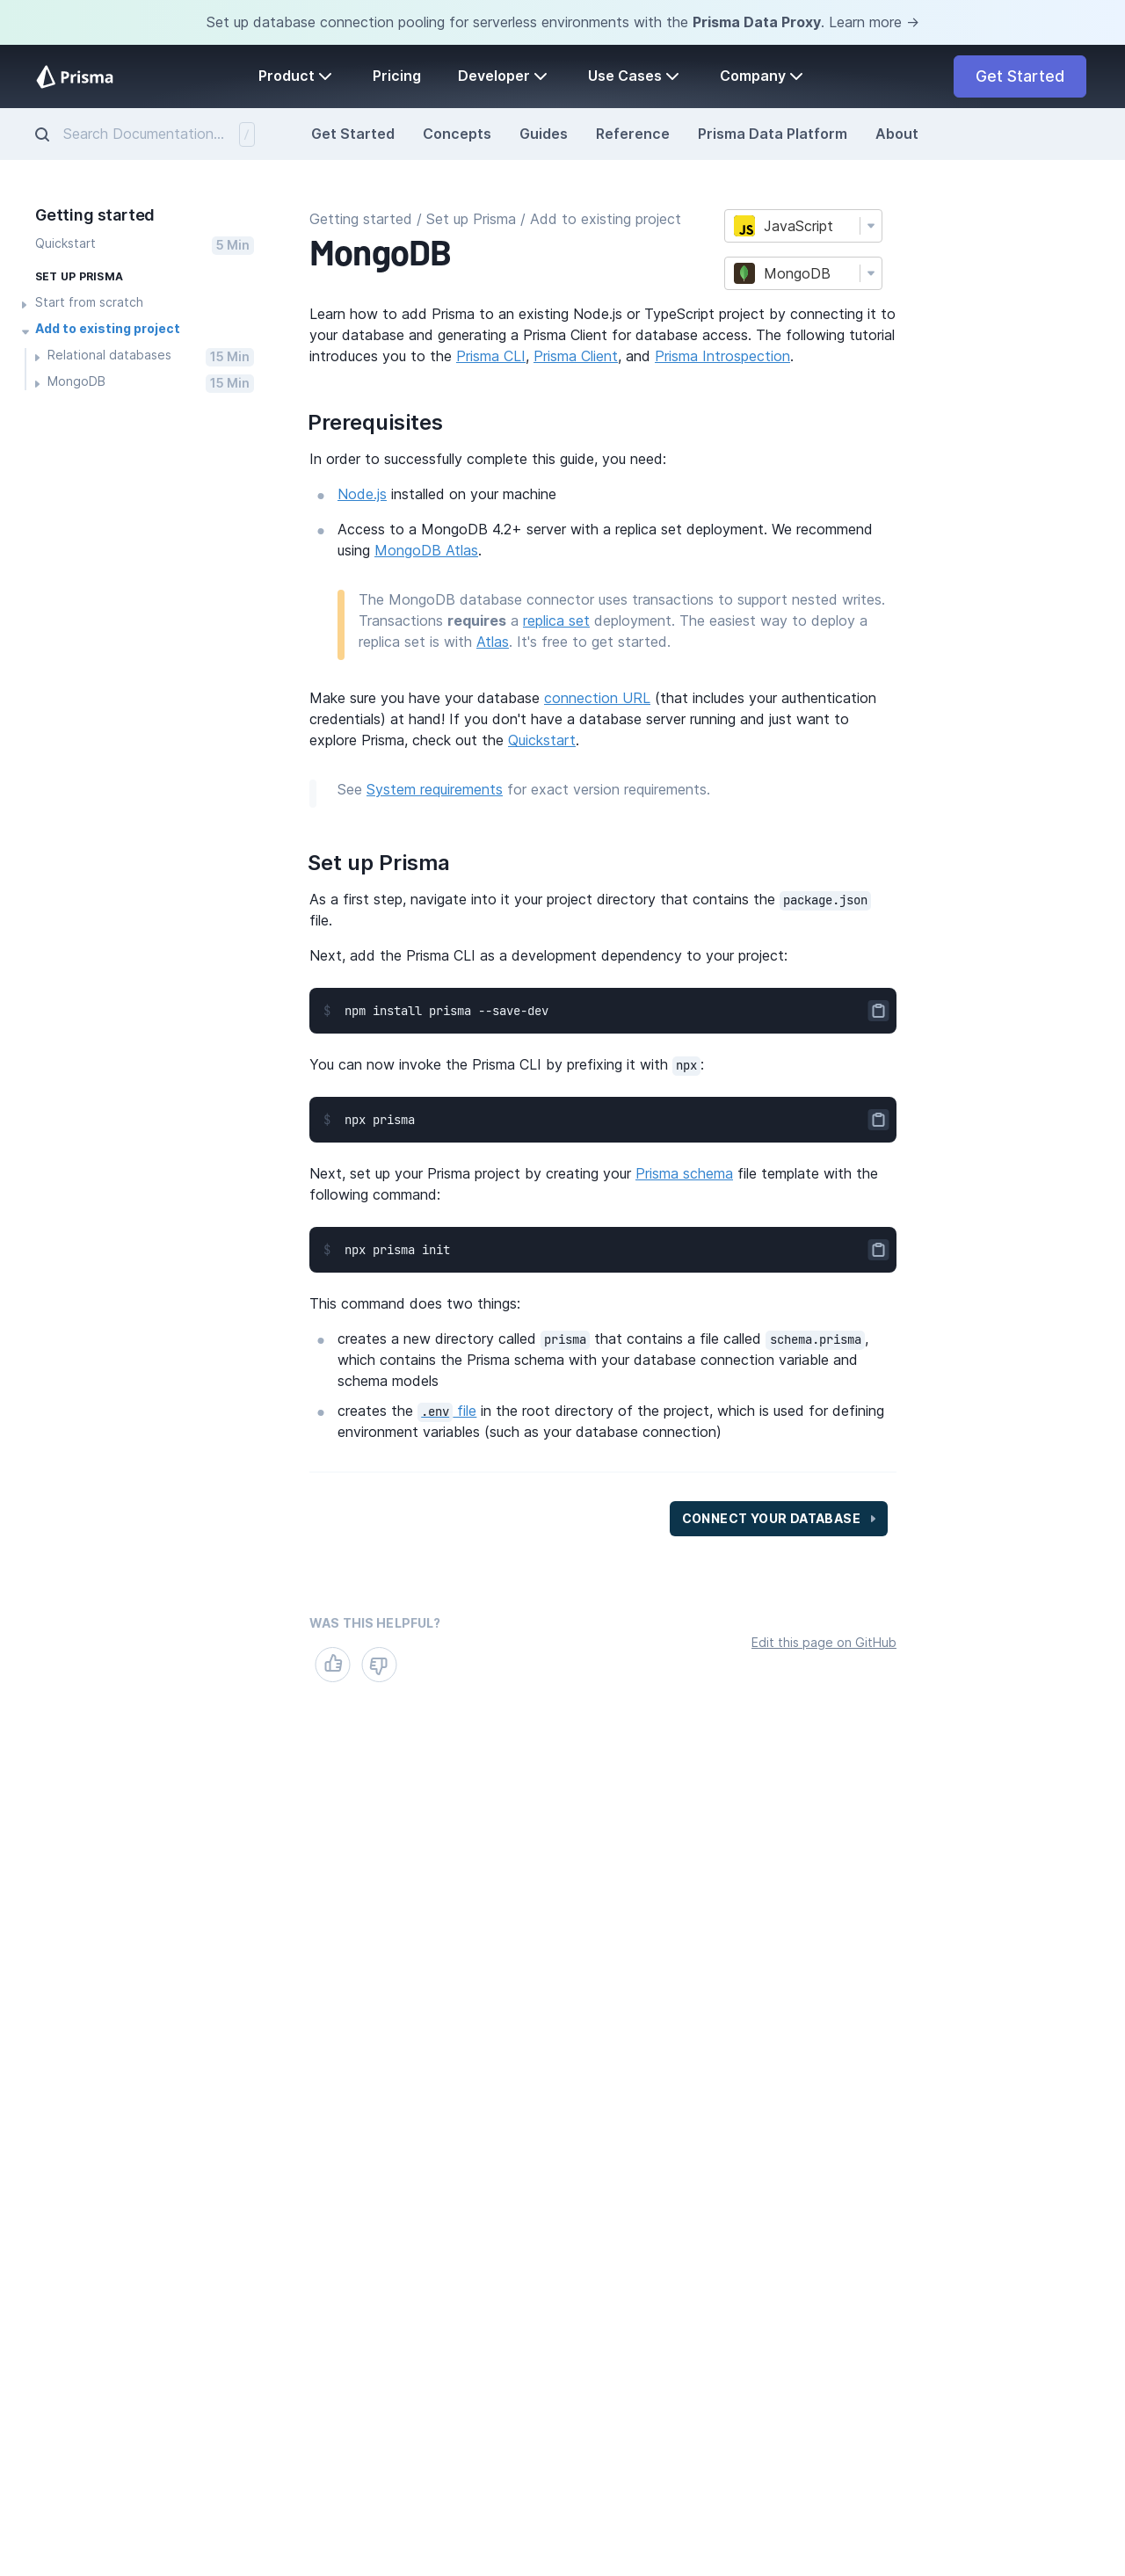 Set up database connection pooling for serverless environments with the Prisma Data Proxy. Learn more →
Prisma
Product
Pricing
Developer
Use Cases
Company
Get Started
Search Documentation...
/
Get Started
Concepts
Guides
Reference
Prisma Data Platform
About
Getting started
Quickstart
5 Min
SET UP PRISMA
Start from scratch
Add to existing project
Relational databases
15 Min
MongoDB
15 Min
Getting started / Set up Prisma / Add to existing project
MongoDB
JS
JavaScript
MongoDB
Learn how to add Prisma to an existing Node.js or TypeScript project by connecting it to
your database and generating a Prisma Client for database access. The following tutorial
introduces you to the Prisma CLI, Prisma Client, and Prisma Introspection.
Prerequisites
In order to successfully complete this guide, you need:
Node.js installed on your machine
Access to a MongoDB 4.2+ server with a replica set deployment. We recommend
using MongoDB Atlas.
The MongoDB database connector uses transactions to support nested writes.
Transactions requires a replica set deployment. The easiest way to deploy a
replica set is with Atlas. It's free to get started.
Make sure you have your database connection URL (that includes your authentication
credentials) at hand! If you don't have a database server running and just want to
explore Prisma, check out the Quickstart.
See System requirements for exact version requirements.
Set up Prisma
As a first step, navigate into it your project directory that contains the package.json
file.
Next, add the Prisma CLI as a development dependency to your project:
$ npm install prisma --save-dev
You can now invoke the Prisma CLI by prefixing it with npx:
$ npx prisma
Next, set up your Prisma project by creating your Prisma schema file template with the
following command:
$ npx prisma init
This command does two things:
creates a new directory called prisma that contains a file called schema.prisma,
which contains the Prisma schema with your database connection variable and
schema models
creates the .env file in the root directory of the project, which is used for defining
environment variables (such as your database connection)
CONNECT YOUR DATABASE
WAS THIS HELPFUL?
Edit this page on GitHub